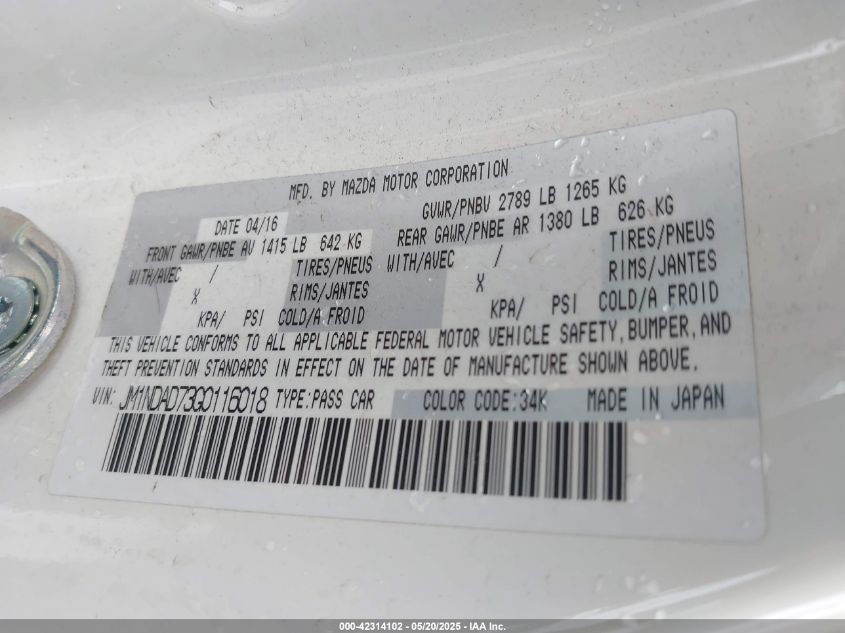 MFD. BY MAZDA MOTOR CORPORATION
DATE 04/16 GVWR/PNBV 2789 LB 1265 KG
FRONT GAWR/PNBE AV 1415 LB 642 KG REAR GAWR/PNBE AR 1380 LB 626 KG
WITH/AVEC / TIRES/PNEUS WITH/AVEC / TIRES/PNEUS
X RIMS/JANTES X RIMS/JANTES
KPA/ PSI COLD/A FROID KPA/ PSI COLD/A FROID
THIS VEHICLE CONFORMS TO ALL APPLICABLE FEDERAL MOTOR VEHICLE SAFETY, BUMPER, AND
THEFT PREVENTION STANDARDS IN EFFECT ON THE DATE OF MANUFACTURE SHOWN ABOVE.
VIN: JM1NDAD73G0116018 TYPE:PASS CAR COLOR CODE:34K MADE IN JAPAN
000-42314102 - 05/20/2025 - IAA Inc.